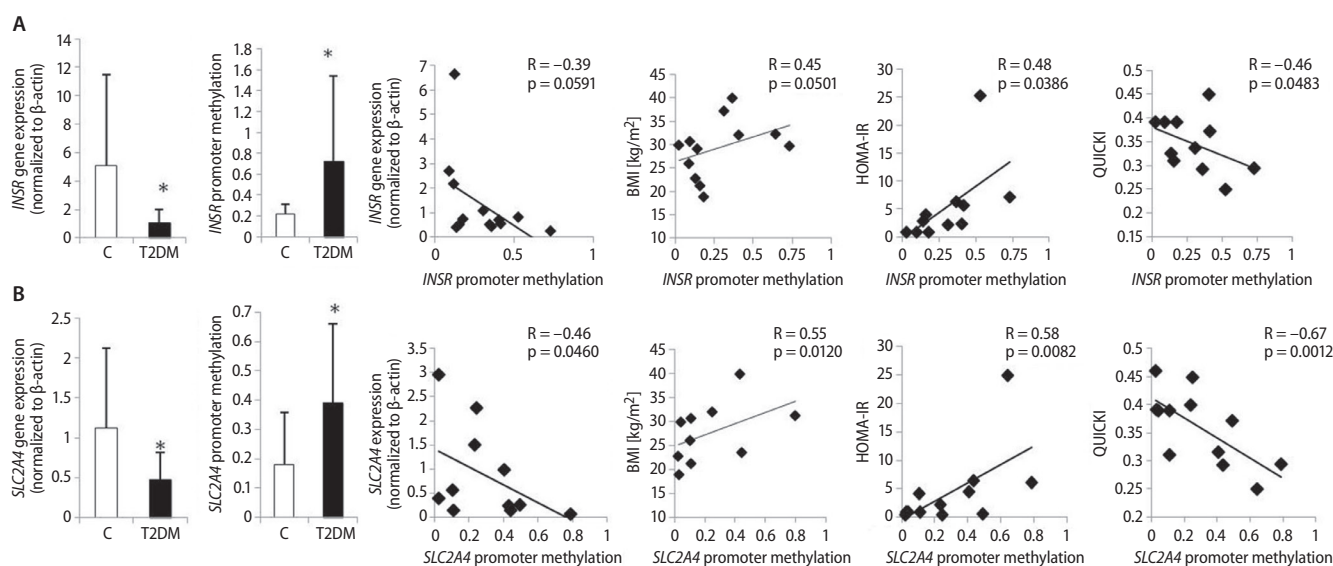 A
INSR gene expression
(normalized to β-actin)
14
12
10
8
6
4
2
0
*
C T2DM
INSR promoter methylation
1.8
1.6
1.4
1.2
1
0.8
0.6
0.4
0.2
0
*
C T2DM
INSR gene expression
(normalized to β-actin)
R = −0.39
p = 0.0591
7
6
5
4
3
2
1
0
0 0.5 1
INSR promoter methylation
BMI [kg/m2]
R = 0.45
p = 0.0501
45
40
35
30
25
20
15
10
0 0.25 0.5 0.75 1
INSR promoter methylation
HOMA-IR
R = 0.48
p = 0.0386
30
25
20
15
10
5
0
0 0.25 0.5 0.75 1
INSR promoter methylation
QUICKI
R = −0.46
p = 0.0483
0.5
0.45
0.4
0.35
0.3
0.25
0.2
0.15
0 0.25 0.5 0.75 1
INSR promoter methylation
B
SLC2A4 gene expression
(normalized to β-actin)
2.5
2
1.5
1
0.5
0
*
C T2DM
SLC2A4 promoter methylation
0.7
0.6
0.5
0.4
0.3
0.2
0.1
0
*
C T2DM
SLC2A4 expression
(normalized to β-actin)
R = −0.46
p = 0.0460
3.5
3
2.5
2
1.5
1
0.5
0
0 0.2 0.4 0.6 0.8 1
SLC2A4 promoter methylation
BMI [kg/m2]
R = 0.55
p = 0.0120
45
40
35
30
25
20
15
10
0 0.2 0.4 0.6 0.8 1
SLC2A4 promoter methylation
HOMA-IR
R = 0.58
p = 0.0082
30
25
20
15
10
5
0
0 0.2 0.4 0.6 0.8 1
SLC2A4 promoter methylation
QUICKI
R = −0.67
p = 0.0012
0.5
0.45
0.4
0.35
0.3
0.25
0.2
0 0.2 0.4 0.6 0.8 1
SLC2A4 promoter methylation